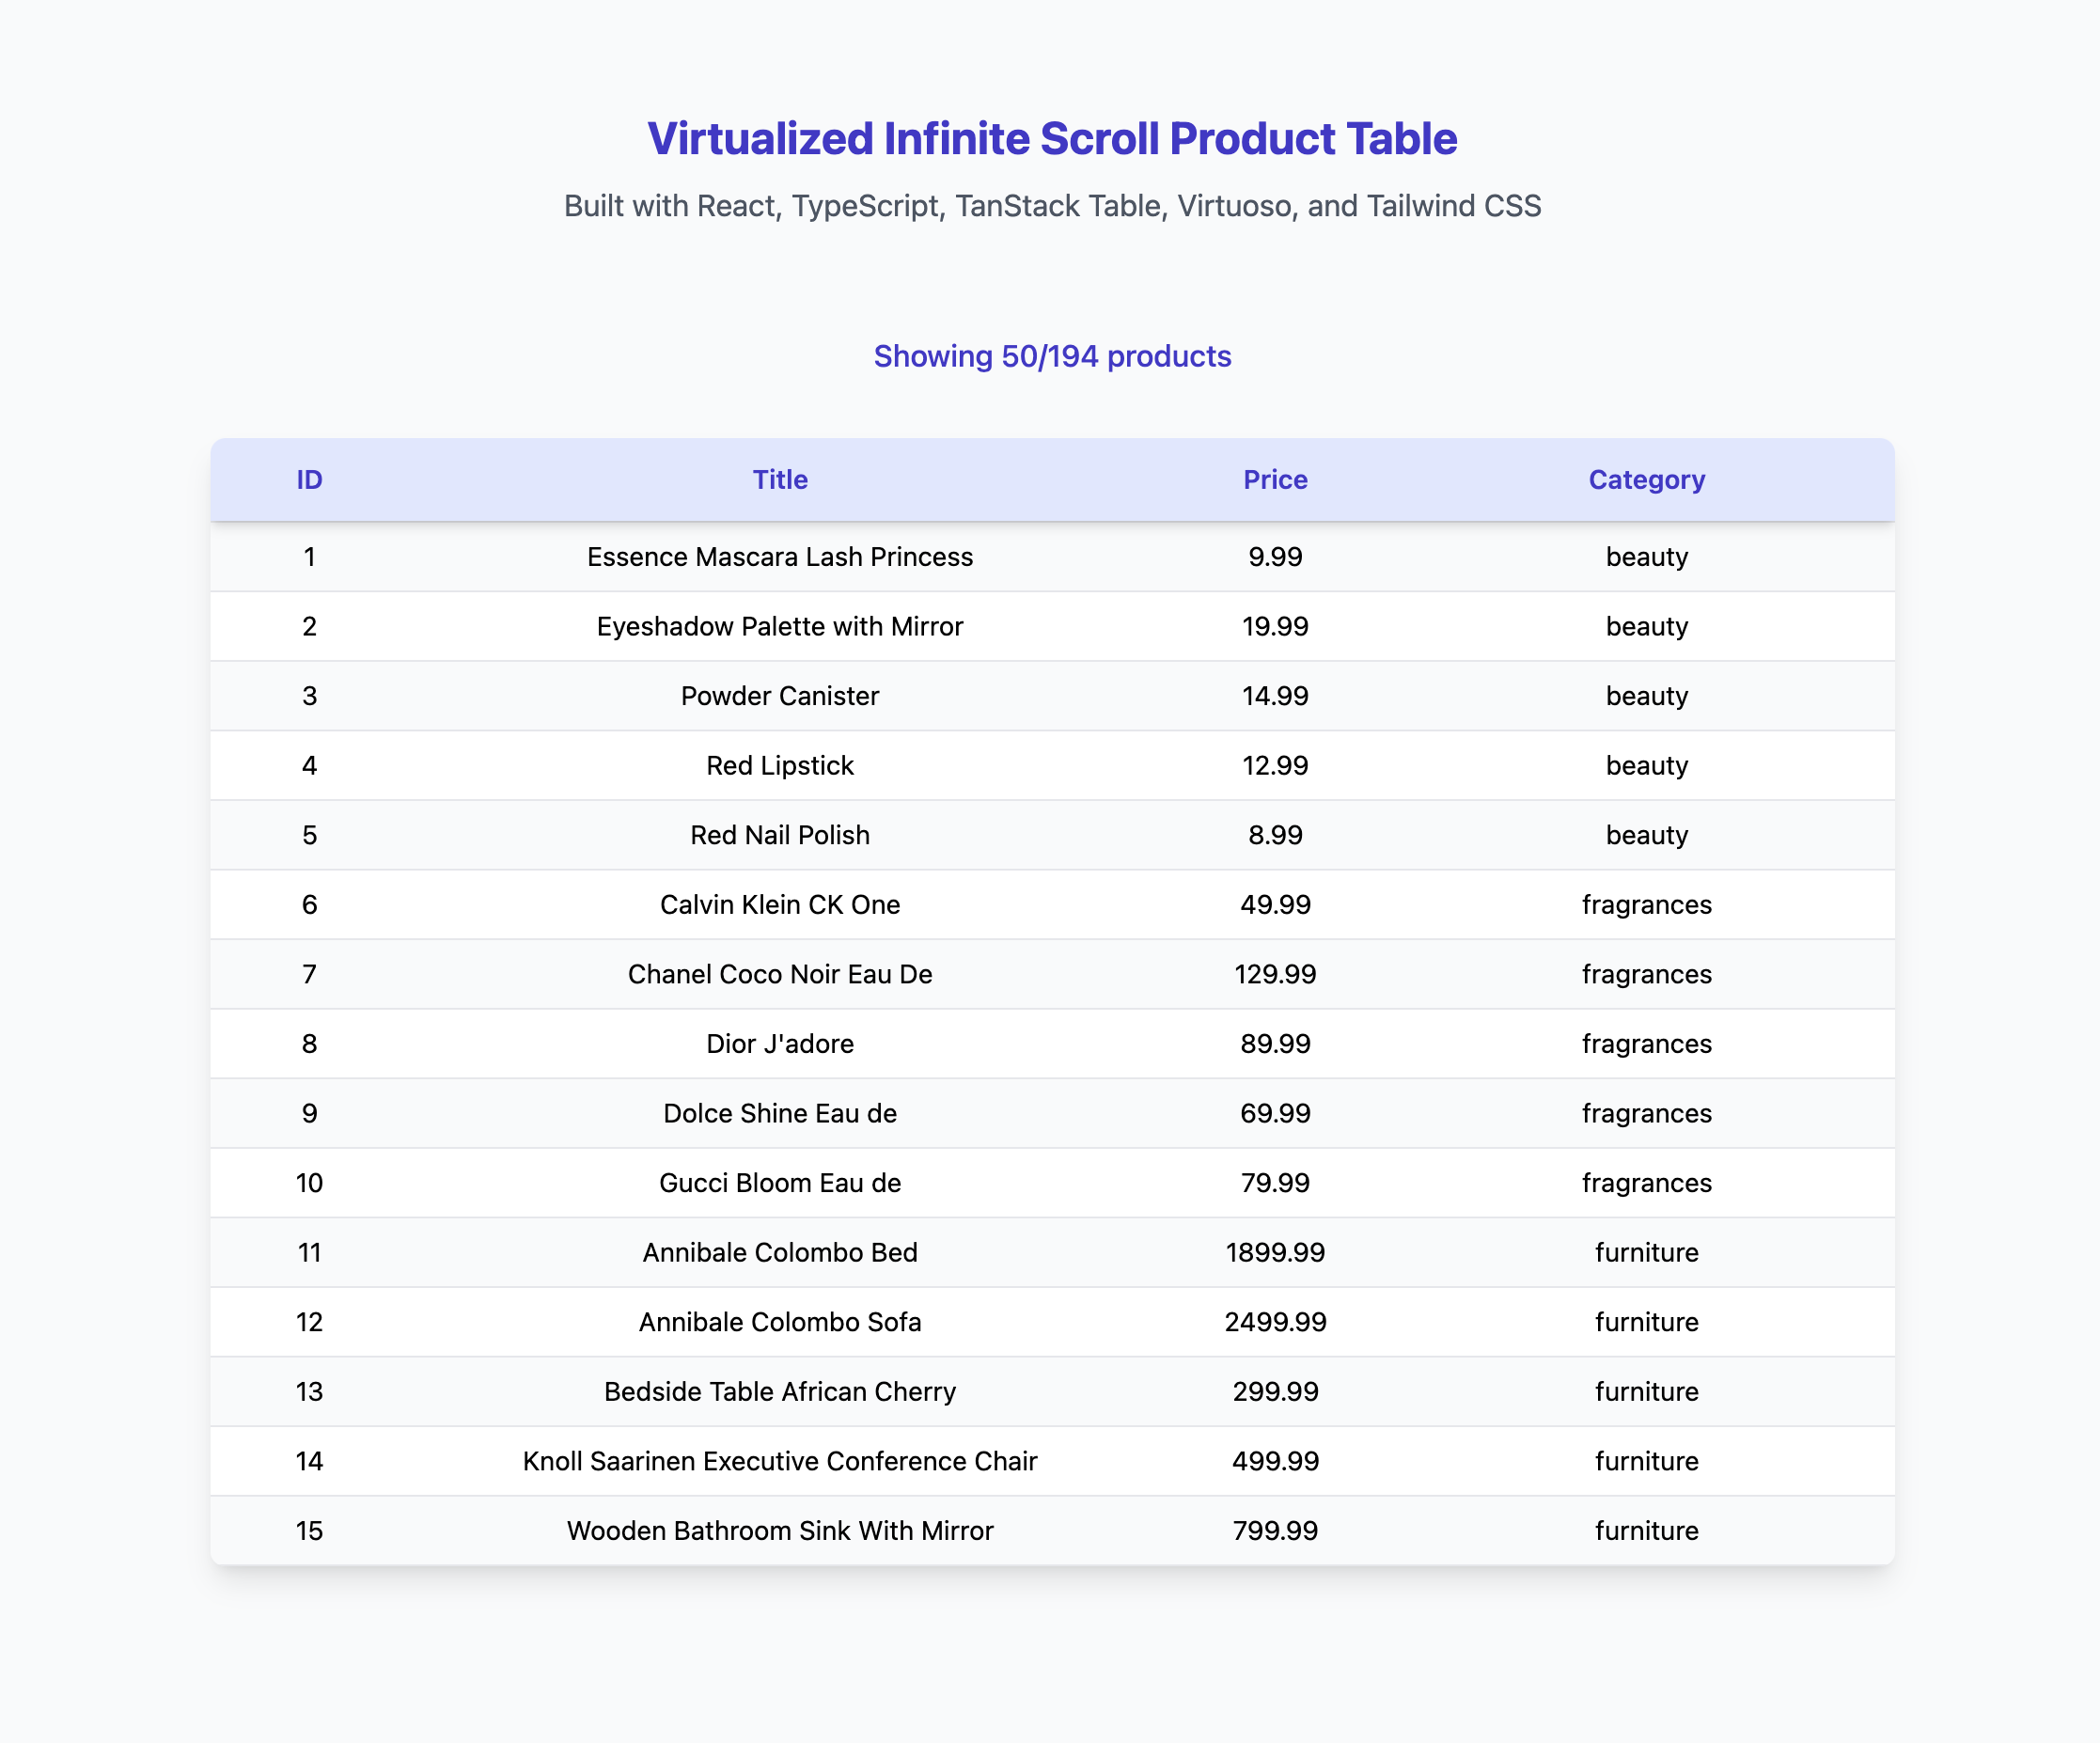 Virtualized Infinite Scroll Product Table
Built with React, TypeScript, TanStack Table, Virtuoso, and Tailwind CSS
Showing 50/194 products
ID Title Price Category
1 Essence Mascara Lash Princess 9.99 beauty
2 Eyeshadow Palette with Mirror 19.99 beauty
3 Powder Canister 14.99 beauty
4 Red Lipstick 12.99 beauty
5 Red Nail Polish 8.99 beauty
6 Calvin Klein CK One 49.99 fragrances
7 Chanel Coco Noir Eau De 129.99 fragrances
8 Dior J'adore 89.99 fragrances
9 Dolce Shine Eau de 69.99 fragrances
10 Gucci Bloom Eau de 79.99 fragrances
11 Annibale Colombo Bed 1899.99 furniture
12 Annibale Colombo Sofa 2499.99 furniture
13 Bedside Table African Cherry 299.99 furniture
14 Knoll Saarinen Executive Conference Chair 499.99 furniture
15 Wooden Bathroom Sink With Mirror 799.99 furniture